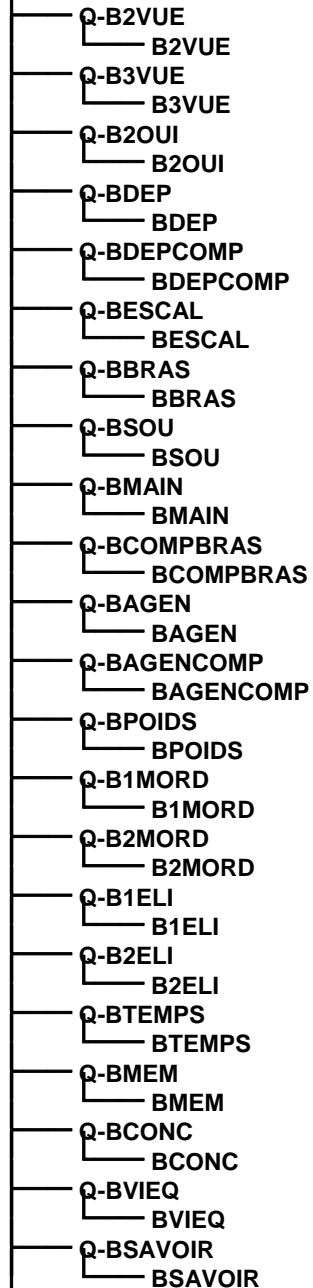 Q-B2VUE
B2VUE
Q-B3VUE
B3VUE
Q-B2OUI
B2OUI
Q-BDEP
BDEP
Q-BDEPCOMP
BDEPCOMP
Q-BESCAL
BESCAL
Q-BBRAS
BBRAS
Q-BSOU
BSOU
Q-BMAIN
BMAIN
Q-BCOMPBRAS
BCOMPBRAS
Q-BAGEN
BAGEN
Q-BAGENCOMP
BAGENCOMP
Q-BPOIDS
BPOIDS
Q-B1MORD
B1MORD
Q-B2MORD
B2MORD
Q-B1ELI
B1ELI
Q-B2ELI
B2ELI
Q-BTEMPS
BTEMPS
Q-BMEM
BMEM
Q-BCONC
BCONC
Q-BVIEQ
BVIEQ
Q-BSAVOIR
BSAVOIR